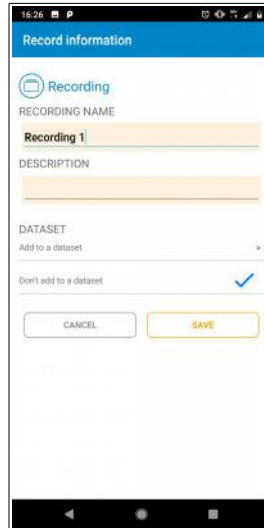 16:26
Record information
Recording
RECORDING NAME
Recording 1
DESCRIPTION
DATASET
Add to a dataset
Don't add to a dataset
CANCEL
SAVE